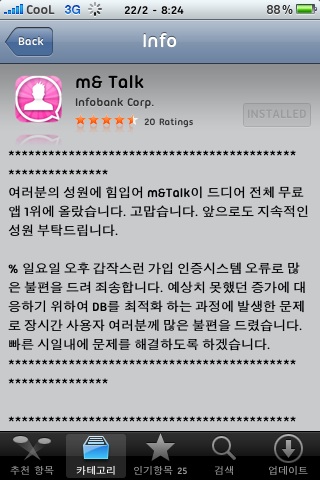 CooL 3G 22/2 - 8:24 88%
Back Info
m& Talk
Infobank Corp.
20 Ratings
INSTALLED
*******************************************
***************
여러분의 성원에 힘입어 m&Talk이 드디어 전체 무료
앱 1위에 올랐습니다. 고맙습니다. 앞으로도 지속적인
성원 부탁드립니다.
% 일요일 오후 갑작스런 가입 인증시스템 오류로 많
은 불편을 드려 죄송합니다. 예상치 못했던 증가에 대
응하기 위하여 DB를 최적화 하는 과정에 발생한 문제
로 장시간 사용자 여러분께 많은 불편을 드렸습니다.
빠른 시일내에 문제를 해결하도록 하겠습니다.
*******************************************
***************
*******************************************
추천 항목 카테고리 인기항목 25 검색 업데이트